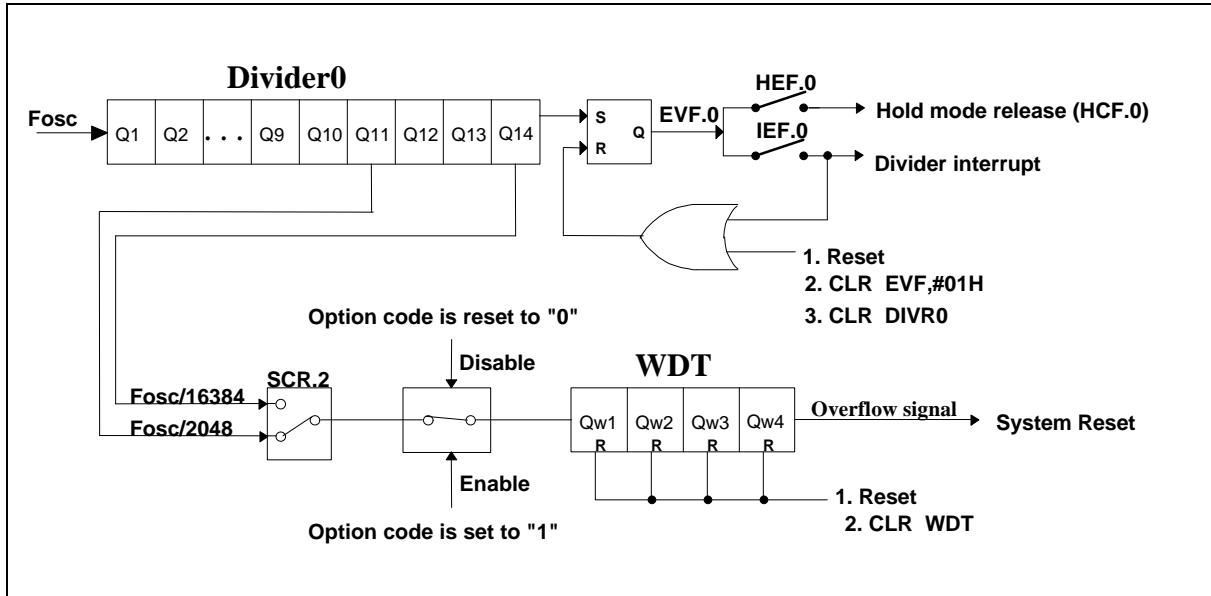 Divider0
HEF.0
Fosc
Q1 Q2 ... Q9 Q10 Q11 Q12 Q13 Q14
S
R
Q
EVF.0
Hold mode release (HCF.0)
IEF.0
Divider interrupt
1. Reset
2. CLR EVF,#01H
3. CLR DIVR0
Option code is reset to "0"
Disable
WDT
SCR.2
Fosc/16384
Fosc/2048
Qw1 Qw2 Qw3 Qw4
R R R R
Overflow signal
System Reset
Enable
1. Reset
2. CLR WDT
Option code is set to "1"